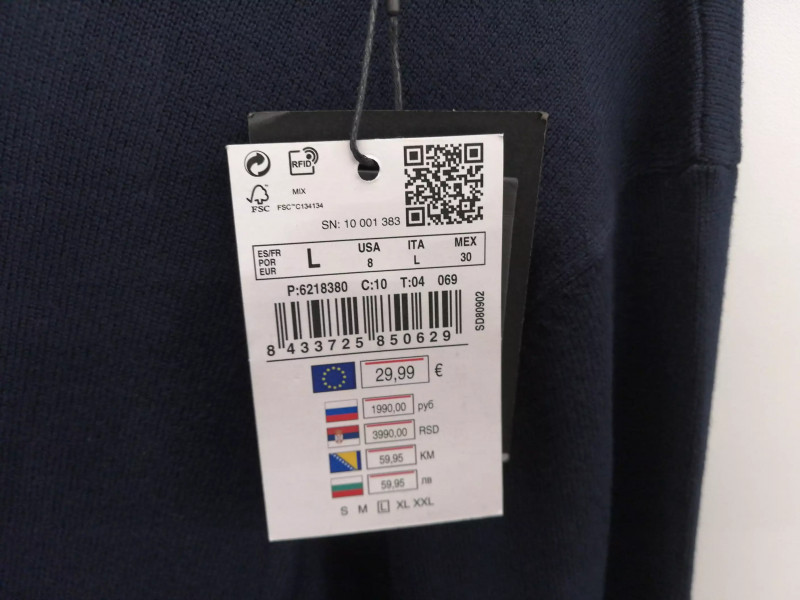 RFID
FSC
MIX
FSC™C134134
SN: 10 001 383
ES/FR
POR
EUR
L
USA
8
ITA
L
MEX
30
P:6218380 C:10 T:04 069
SD80902
8 433725 850629
29,99 €
1990,00 руб
3990,00 RSD
59,95 KM
59,95 лв
S M L XL XXL